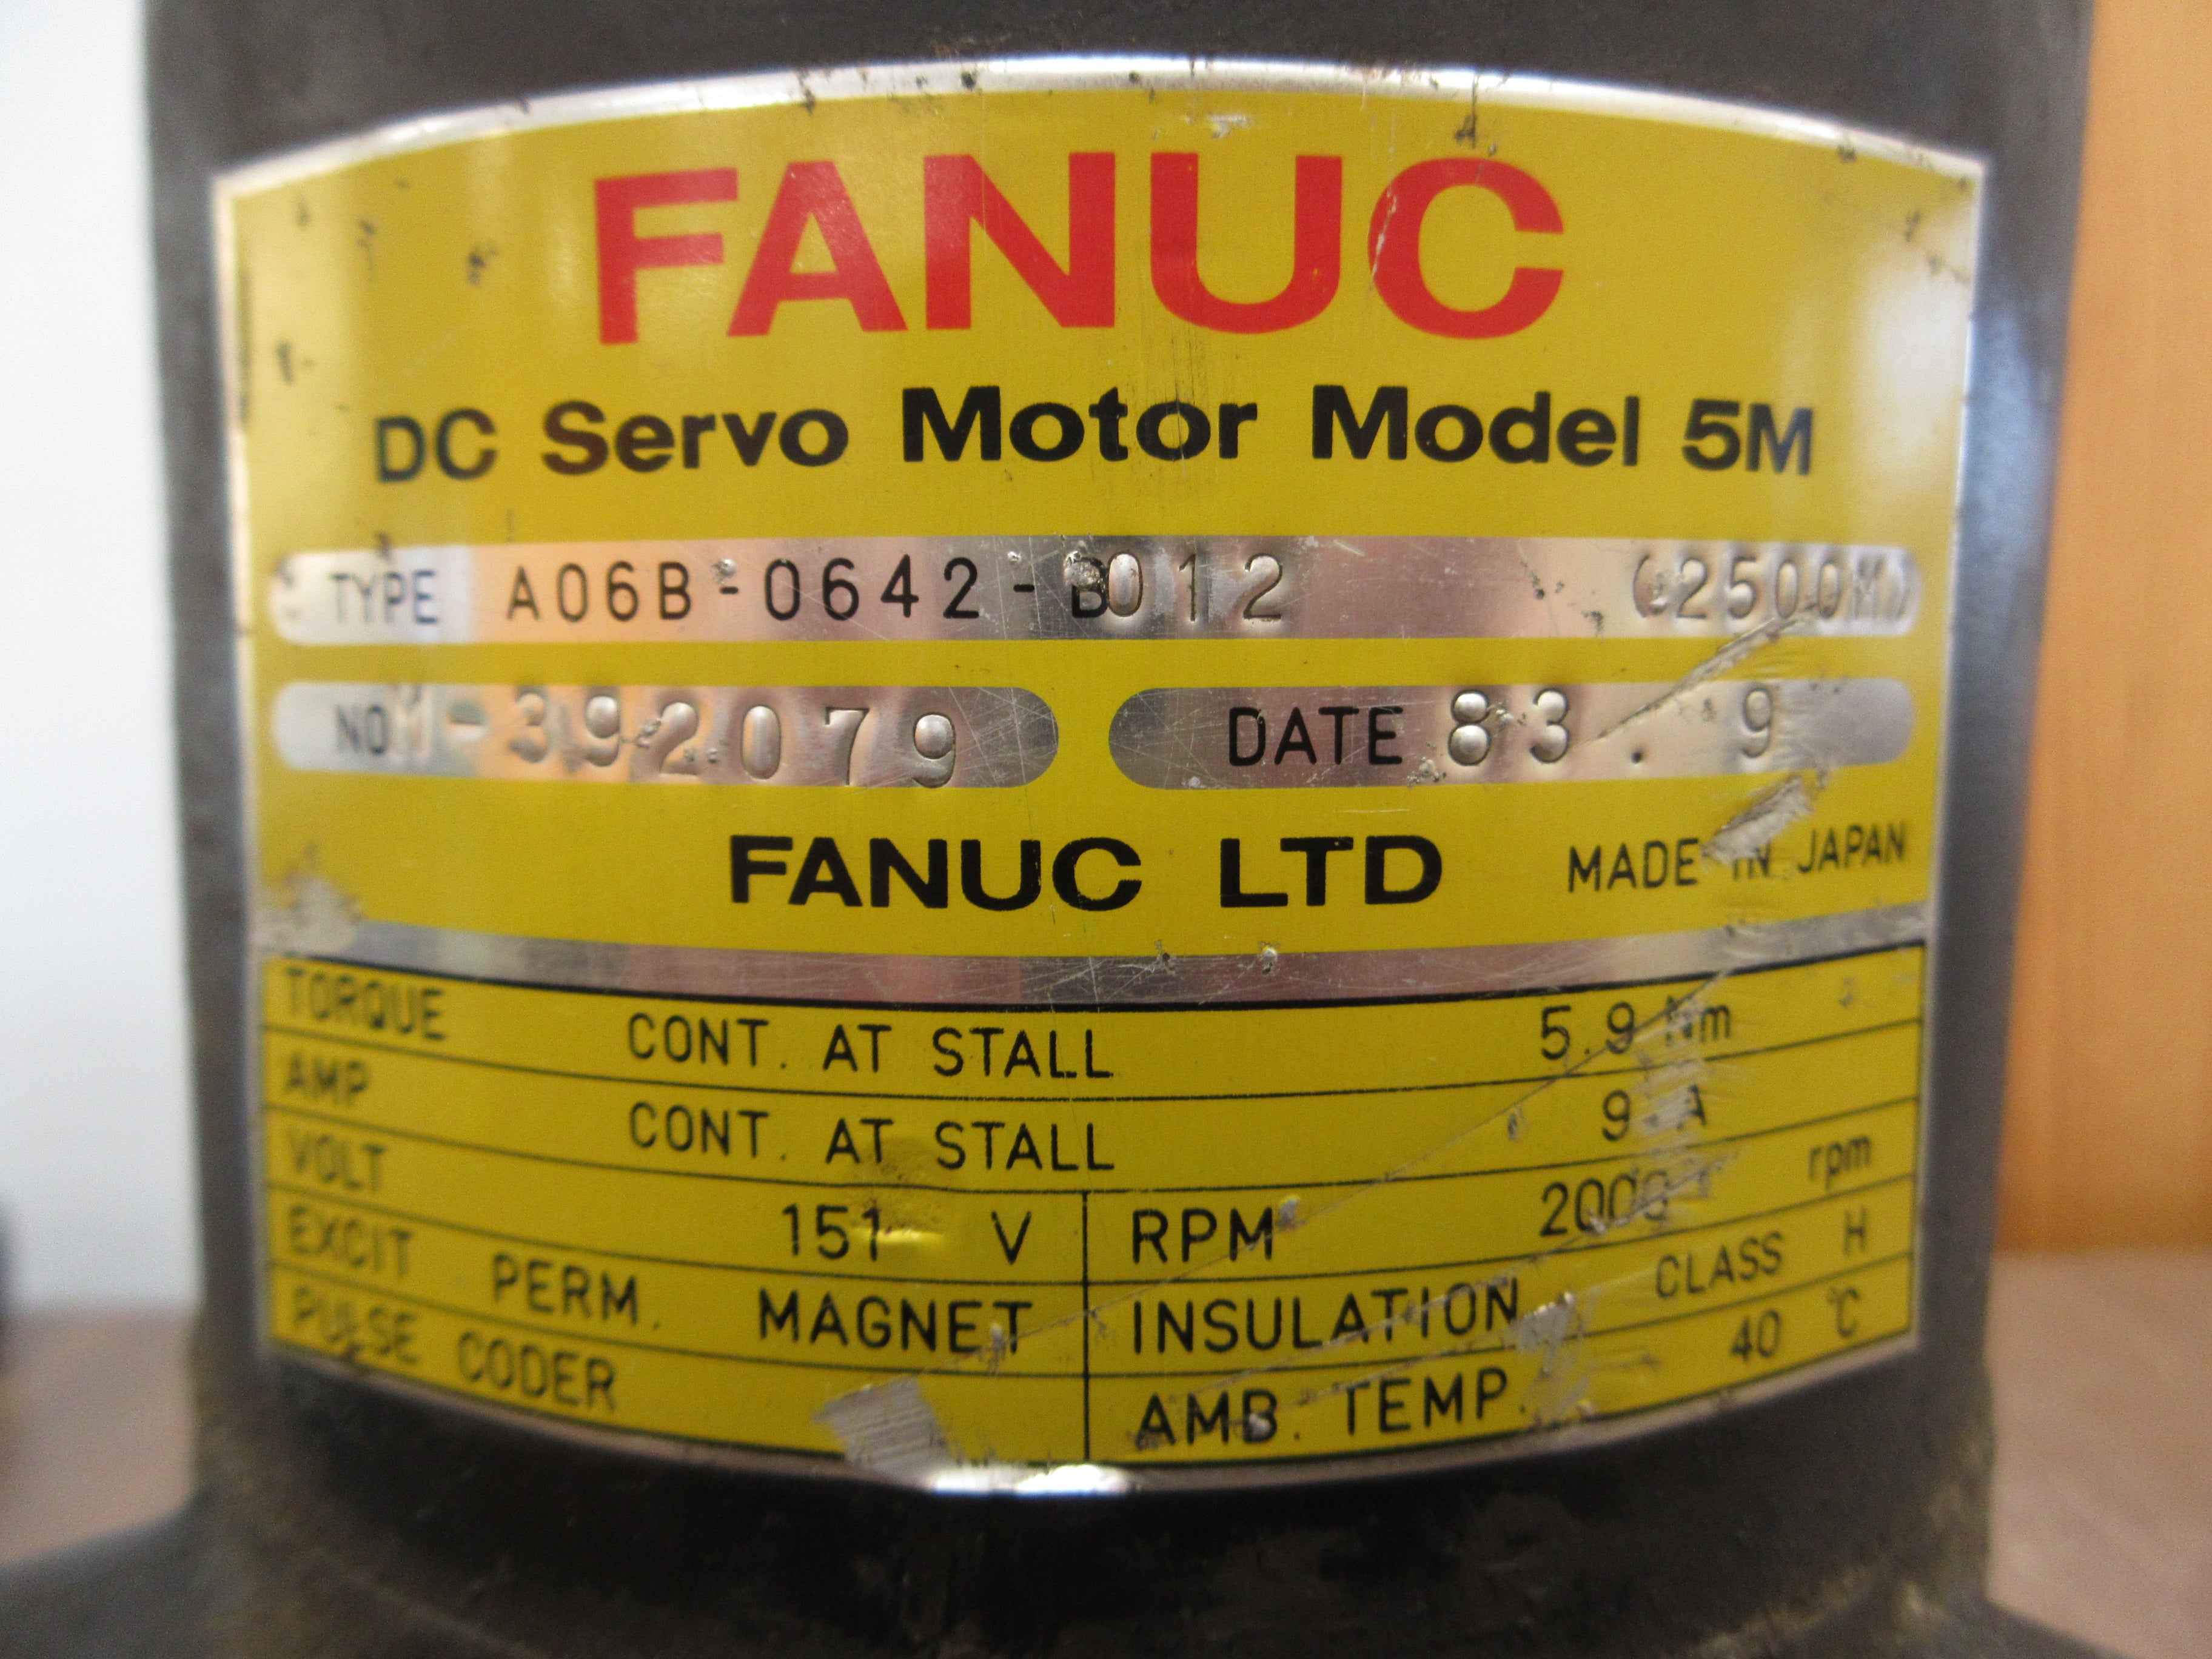 FANUC
DC Servo Motor Model 5M
TYPE A06B-0642-B012 (2500M)
NO M-392079 DATE 83.9
FANUC LTD MADE IN JAPAN
TORQUE CONT. AT STALL 5.9 Nm
AMP CONT. AT STALL 9 A
VOLT 151 V RPM 2000 rpm
EXCIT PERM. MAGNET INSULATION CLASS H
PULSE CODER AMB. TEMP. 40 °C